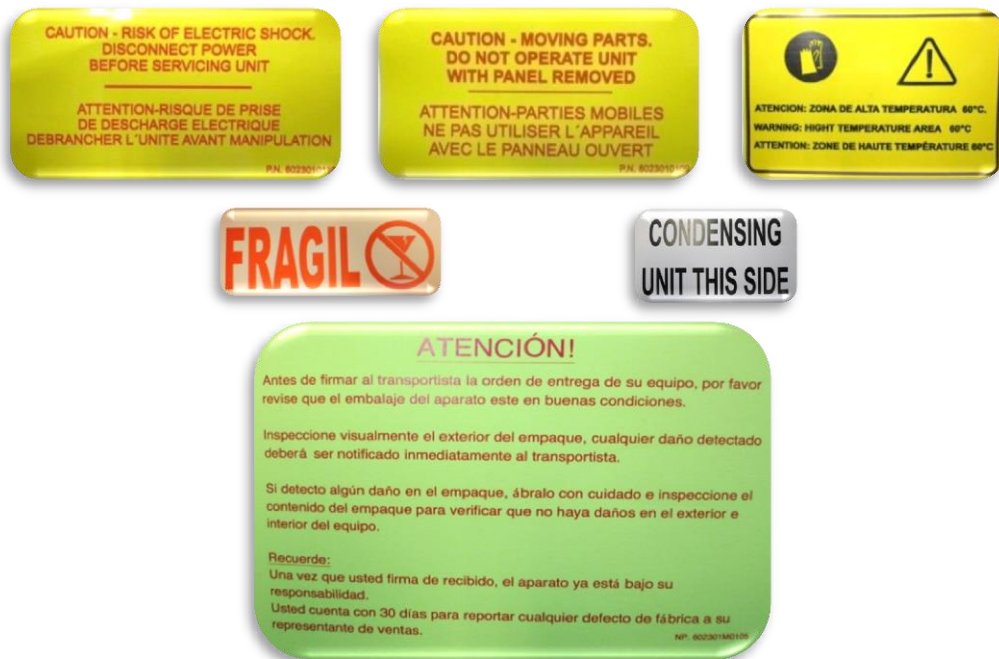 CAUTION - RISK OF ELECTRIC SHOCK.
DISCONNECT POWER
BEFORE SERVICING UNIT
ATTENTION-RISQUE DE PRISE
DE DESCHARGE ELECTRIQUE
DEBRANCHER L´UNITE AVANT MANIPULATION
P.N.
CAUTION - MOVING PARTS.
DO NOT OPERATE UNIT
WITH PANEL REMOVED
ATTENTION-PARTIES MOBILES
NE PAS UTILISER L´APPAREIL
AVEC LE PANNEAU OUVERT
P.N.
ATENCION: ZONA DE ALTA TEMPERATURA 60°C.
WARNING: HIGHT TEMPERATURE AREA 60°C
ATTENTION: ZONE DE HAUTE TEMPÉRATURE 60°C
FRAGIL
CONDENSING
UNIT THIS SIDE
ATENCIÓN!
Antes de firmar al transportista la orden de entrega de su equipo, por favor
revise que el embalaje del aparato este en buenas condiciones.
Inspeccione visualmente el exterior del empaque, cualquier daño detectado
deberá ser notificado inmediatamente al transportista.
Si detecto algún daño en el empaque, ábralo con cuidado e inspeccione el
contenido del empaque para verificar que no haya daños en el exterior e
interior del equipo.
Recuerde:
Una vez que usted firma de recibido, el aparato ya está bajo su
responsabilidad.
Usted cuenta con 30 días para reportar cualquier defecto de fábrica a su
representante de ventas.
NP. 602301M0105